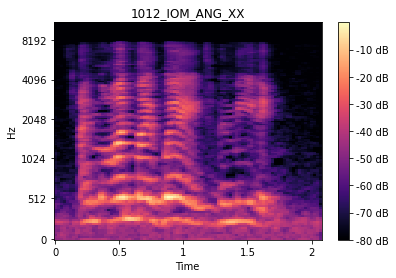 1012_IOM_ANG_XX
8192
4096
2048
1024
512
0
Hz
0
0.5
1
1.5
2
Time
-10 dB
-20 dB
-30 dB
-40 dB
-50 dB
-60 dB
-70 dB
-80 dB